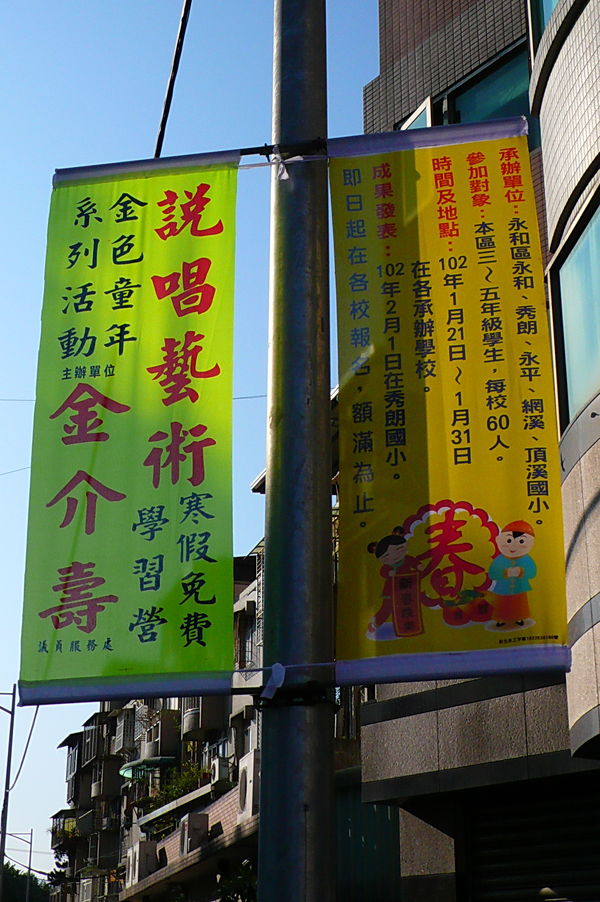 說唱藝術
寒假免費
學習營
金色童年
系列活動
主辦單位
金介壽
議員服務處
承辦單位:永和區永和、秀朗、永平、網溪、頂溪國小。
參加對象:本區三~五年級學生,每校60人。
時間及地點:102年1月21日~1月31日
在各承辦學校。
成果發表:102年2月1日在秀朗國小。
即日起在各校報名,額滿為止。
春